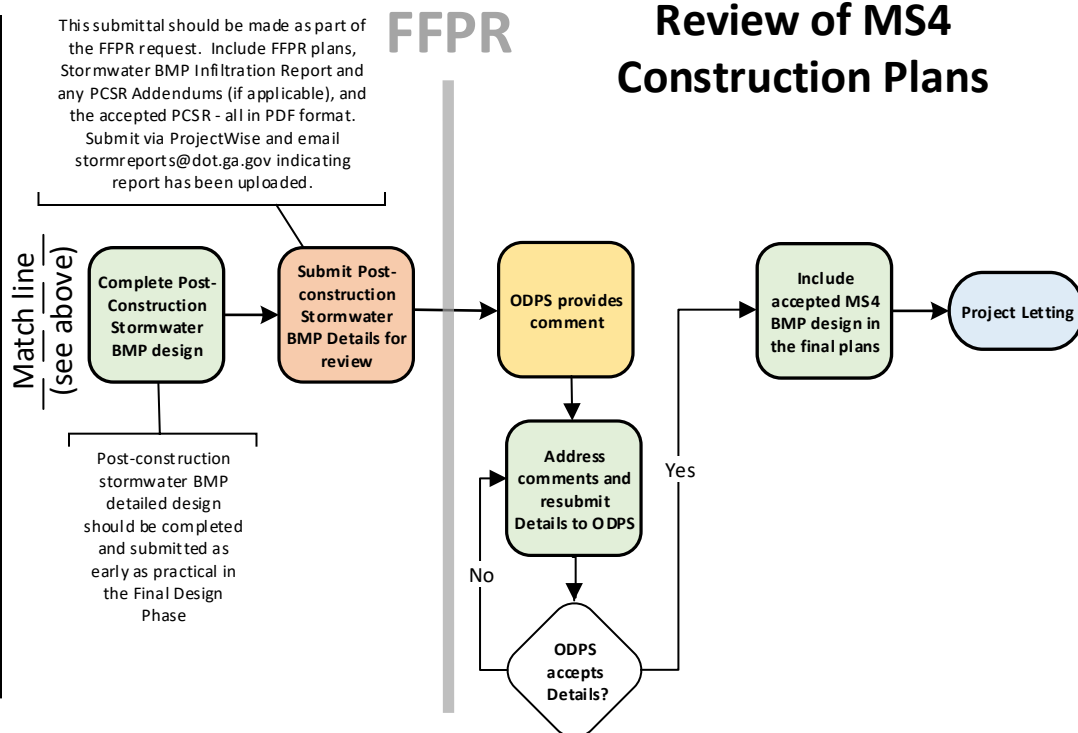 Review of MS4
Construction Plans
FFPR
This submittal should be made as part of
the FFPR request. Include FFPR plans,
Stormwater BMP Infiltration Report and
any PCSR Addendums (if applicable), and
the accepted PCSR - all in PDF format.
Submit via ProjectWise and email
stormreports@dot.ga.gov indicating
report has been uploaded.
Match line
(see above)
Complete Post-
Construction
Stormwater
BMP design
Submit Post-
construction
Stormwater
BMP Details for
review
ODPS provides
comment
Include
accepted MS4
BMP design in
the final plans
Project Letting
Post-construction
stormwater BMP
detailed design
should be completed
and submitted as
early as practical in
the Final Design
Phase
Address
comments and
resubmit
Details to ODPS
Yes
No
ODPS
accepts
Details?